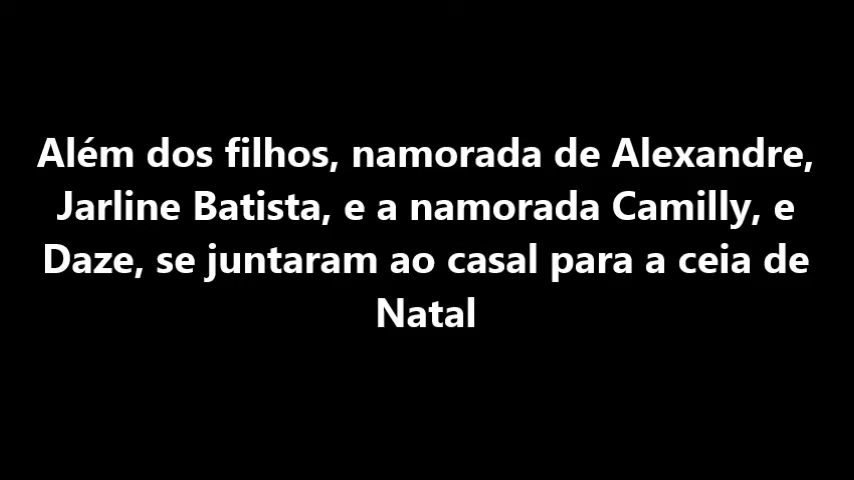 Além dos filhos, namorada de Alexandre,
Jarline Batista, e a namorada Camilly, e
Daze, se juntaram ao casal para a ceia de
Natal